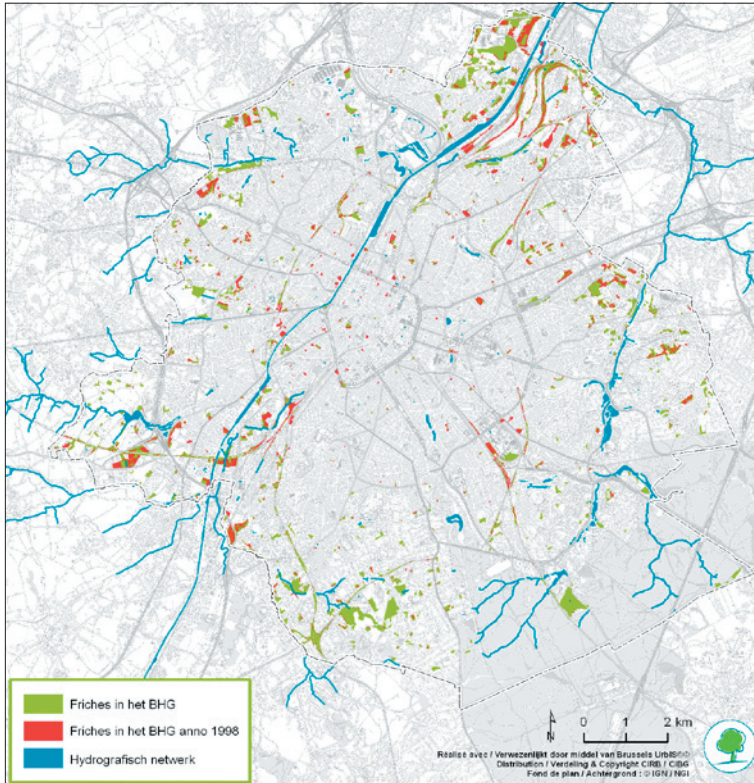 Friches in het BHG
Friches in het BHG anno 1998
Hydrografisch netwerk
N
0 1 2 km
Réalisé avec / Verwezenlijkt door middel van Brussels UrbIS®©
Distribution / Verdeling & Copyright CIRB / CIBG
Fond de plan / Achtergrond : © IGN / NGI